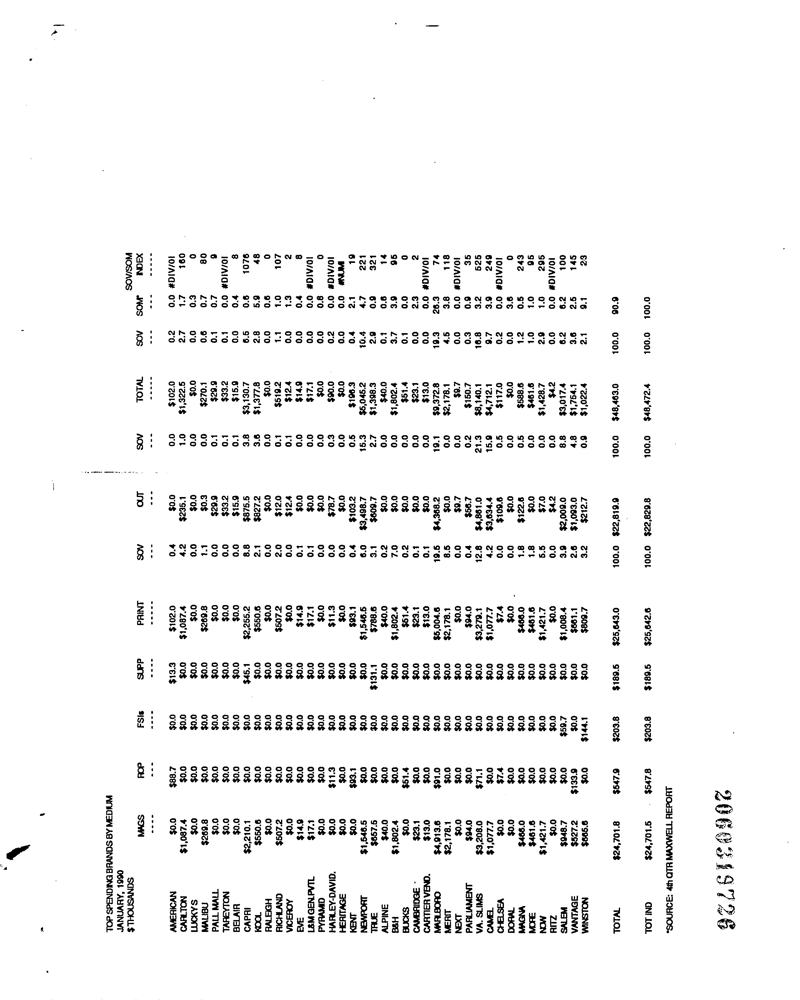 TOP SPENDING BRANDS BY MEDIUM
JANUARY, 1990
$ THOUSANDS
SOV/SOM
MAGS ROP FSIs SUPP PRINT SOV OUT SOV TOTAL SOV SOM* INDEX
AMERICAN $0.0 $88.7 $0.0 $13.3 $102.0 0.4 $0.0 0.0 $102.0 0.2 0.0 #DIV/0!
CARLTON $1,087.4 $0.0 $0.0 $0.0 $1,087.4 4.2 $235.1 1.0 $1,322.5 2.7 1.7 160
LUCKYS $0.0 $0.0 $0.0 $0.0 $0.0 0.0 $0.0 0.0 $0.0 0.0 0.3 0
MALIBU $269.8 $0.0 $0.0 $0.0 $269.8 1.1 $0.3 0.0 $270.1 0.6 0.7 80
PALL MALL $0.0 $0.0 $0.0 $0.0 $0.0 0.0 $29.9 0.1 $29.9 0.1 0.7 9
TAREYTON $0.0 $0.0 $0.0 $0.0 $0.0 0.0 $33.2 0.1 $33.2 0.1 0.0 #DIV/0!
BELAIR $0.0 $0.0 $0.0 $0.0 $0.0 0.0 $15.9 0.1 $15.9 0.0 0.4 8
CAPRI $2,210.1 $0.0 $0.0 $45.1 $2,255.2 8.8 $875.5 3.8 $3,130.7 6.5 0.6 1076
KOOL $550.6 $0.0 $0.0 $0.0 $550.6 2.1 $827.2 3.6 $1,377.8 2.8 5.9 48
RALEIGH $0.0 $0.0 $0.0 $0.0 $0.0 0.0 $0.0 0.0 $0.0 0.0 0.6 0
RICHLAND $507.2 $0.0 $0.0 $0.0 $507.2 2.0 $12.0 0.1 $519.2 1.1 1.0 107
VICEROY $0.0 $0.0 $0.0 $0.0 $0.0 0.0 $12.4 0.1 $12.4 0.0 1.3 2
EVE $14.9 $0.0 $0.0 $0.0 $14.9 0.1 $0.0 0.0 $14.9 0.0 0.4 8
L&M GEN.PVTL $17.1 $0.0 $0.0 $0.0 $17.1 0.1 $0.0 0.0 $17.1 0.0 0.0 #DIV/0!
PYRAMID $0.0 $0.0 $0.0 $0.0 $0.0 0.0 $0.0 0.0 $0.0 0.0 0.8 0
HARLEY-DAVID. $0.0 $11.3 $0.0 $0.0 $11.3 0.0 $78.7 0.3 $90.0 0.2 0.0 #DIV/0!
HERITAGE $0.0 $0.0 $0.0 $0.0 $0.0 0.0 $0.0 0.0 $0.0 0.0 0.0 #NUM!
KENT $0.0 $93.1 $0.0 $0.0 $93.1 0.4 $103.2 0.5 $196.3 0.4 2.1 19
NEWPORT $1,546.5 $0.0 $0.0 $0.0 $1,546.5 6.0 $3,498.7 15.3 $5,045.2 10.4 4.7 221
TRUE $657.5 $0.0 $0.0 $131.1 $788.6 3.1 $609.7 2.7 $1,398.3 2.9 0.9 321
ALPINE $40.0 $0.0 $0.0 $0.0 $40.0 0.2 $0.0 0.0 $40.0 0.1 0.6 14
B&H $1,802.4 $0.0 $0.0 $0.0 $1,802.4 7.0 $0.0 0.0 $1,802.4 3.7 3.9 95
BUCKS $0.0 $51.4 $0.0 $0.0 $51.4 0.2 $0.0 0.0 $51.4 0.1 0.0 0
CAMBRIDGE $23.1 $0.0 $0.0 $0.0 $23.1 0.1 $0.0 0.0 $23.1 0.0 2.3 2
CARTIER VEND. $13.0 $0.0 $0.0 $0.0 $13.0 0.1 $0.0 0.0 $13.0 0.0 0.0 #DIV/0!
MARLBORO $4,913.6 $91.0 $0.0 $0.0 $5,004.6 19.5 $4,368.2 19.1 $9,372.8 19.3 26.3 74
MERIT $2,178.1 $0.0 $0.0 $0.0 $2,178.1 8.5 $0.0 0.0 $2,178.1 4.5 3.8 118
NEXT $0.0 $0.0 $0.0 $0.0 $0.0 0.0 $9.7 0.0 $9.7 0.0 0.0 #DIV/0!
PARLIAMENT $94.0 $0.0 $0.0 $0.0 $94.0 0.4 $56.7 0.2 $150.7 0.3 0.9 35
VA. SLIMS $3,208.0 $71.1 $0.0 $0.0 $3,279.1 12.8 $4,861.0 21.3 $8,140.1 16.8 3.2 525
CAMEL $1,077.7 $0.0 $0.0 $0.0 $1,077.7 4.2 $3,634.4 15.9 $4,712.1 9.7 3.9 249
CHELSEA $0.0 $7.4 $0.0 $0.0 $7.4 0.0 $109.6 0.5 $117.0 0.2 0.0 #DIV/0!
DORAL $0.0 $0.0 $0.0 $0.0 $0.0 0.0 $0.0 0.0 $0.0 0.0 3.6 0
MAGNA $466.0 $0.0 $0.0 $0.0 $466.0 1.8 $122.6 0.5 $588.6 1.2 0.5 243
MORE $461.6 $0.0 $0.0 $0.0 $461.6 1.8 $0.0 0.0 $461.6 1.0 1.0 95
NOW $1,421.7 $0.0 $0.0 $0.0 $1,421.7 5.5 $7.0 0.0 $1,428.7 2.9 1.0 295
RITZ $0.0 $0.0 $0.0 $0.0 $0.0 0.0 $4.2 0.0 $4.2 0.0 0.0 #DIV/0!
SALEM $948.7 $0.0 $59.7 $0.0 $1,008.4 3.9 $2,009.0 8.8 $3,017.4 6.2 6.2 100
VANTAGE $527.2 $133.9 $0.0 $0.0 $661.1 2.6 $1,093.0 4.8 $1,754.1 3.6 2.5 145
WINSTON $665.6 $0.0 $144.1 $0.0 $809.7 3.2 $212.7 0.9 $1,022.4 2.1 9.1 23
TOTAL $24,701.8 $547.9 $203.8 $189.5 $25,643.0 100.0 $22,819.9 100.0 $48,463.0 100.0 90.9
TOT IND $24,701.5 $547.8 $203.8 $189.5 $25,642.6 100.0 $22,829.8 100.0 $48,472.4 100.0 100.0
*SOURCE: 4th QTR MAXWELL REPORT
2060319726